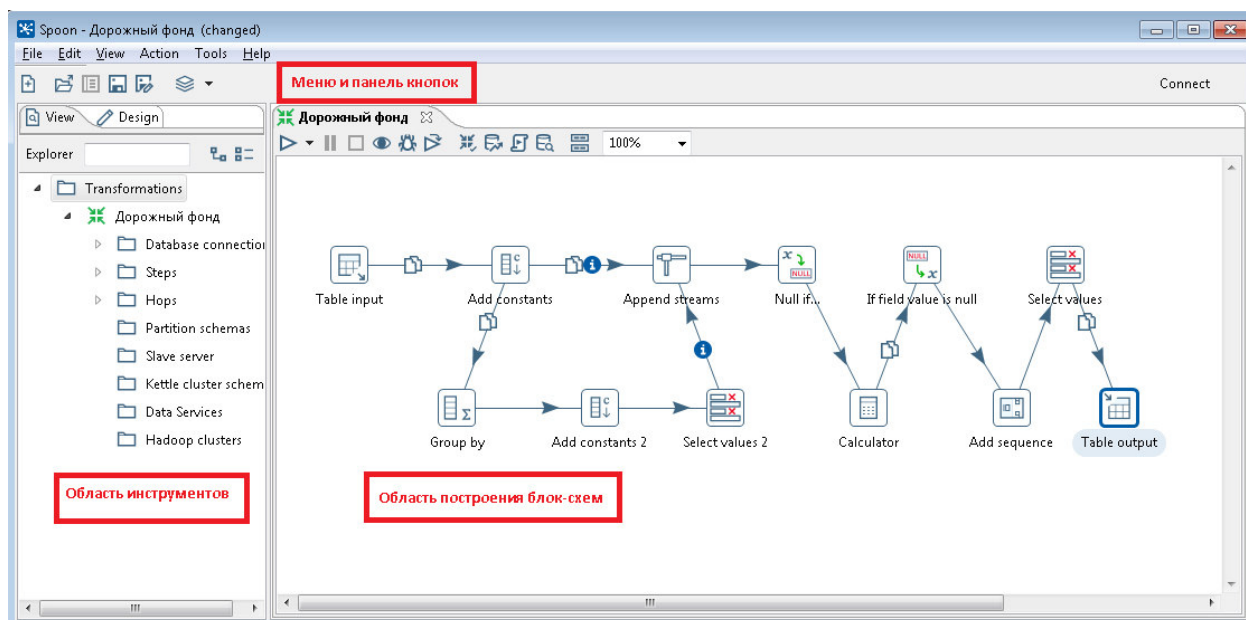 Spoon - Дорожный фонд (changed)
File Edit View Action Tools Help
Меню и панель кнопок
Connect
View Design
Дорожный фонд
Explorer
100%
Transformations
Дорожный фонд
Database connection
Steps
Hops
Partition schemas
Slave server
Kettle cluster schem
Data Services
Hadoop clusters
Table input Add constants Append streams Null if... If field value is null Select values
Group by Add constants 2 Select values 2 Calculator Add sequence Table output
Область инструментов
Область построения блок-схем